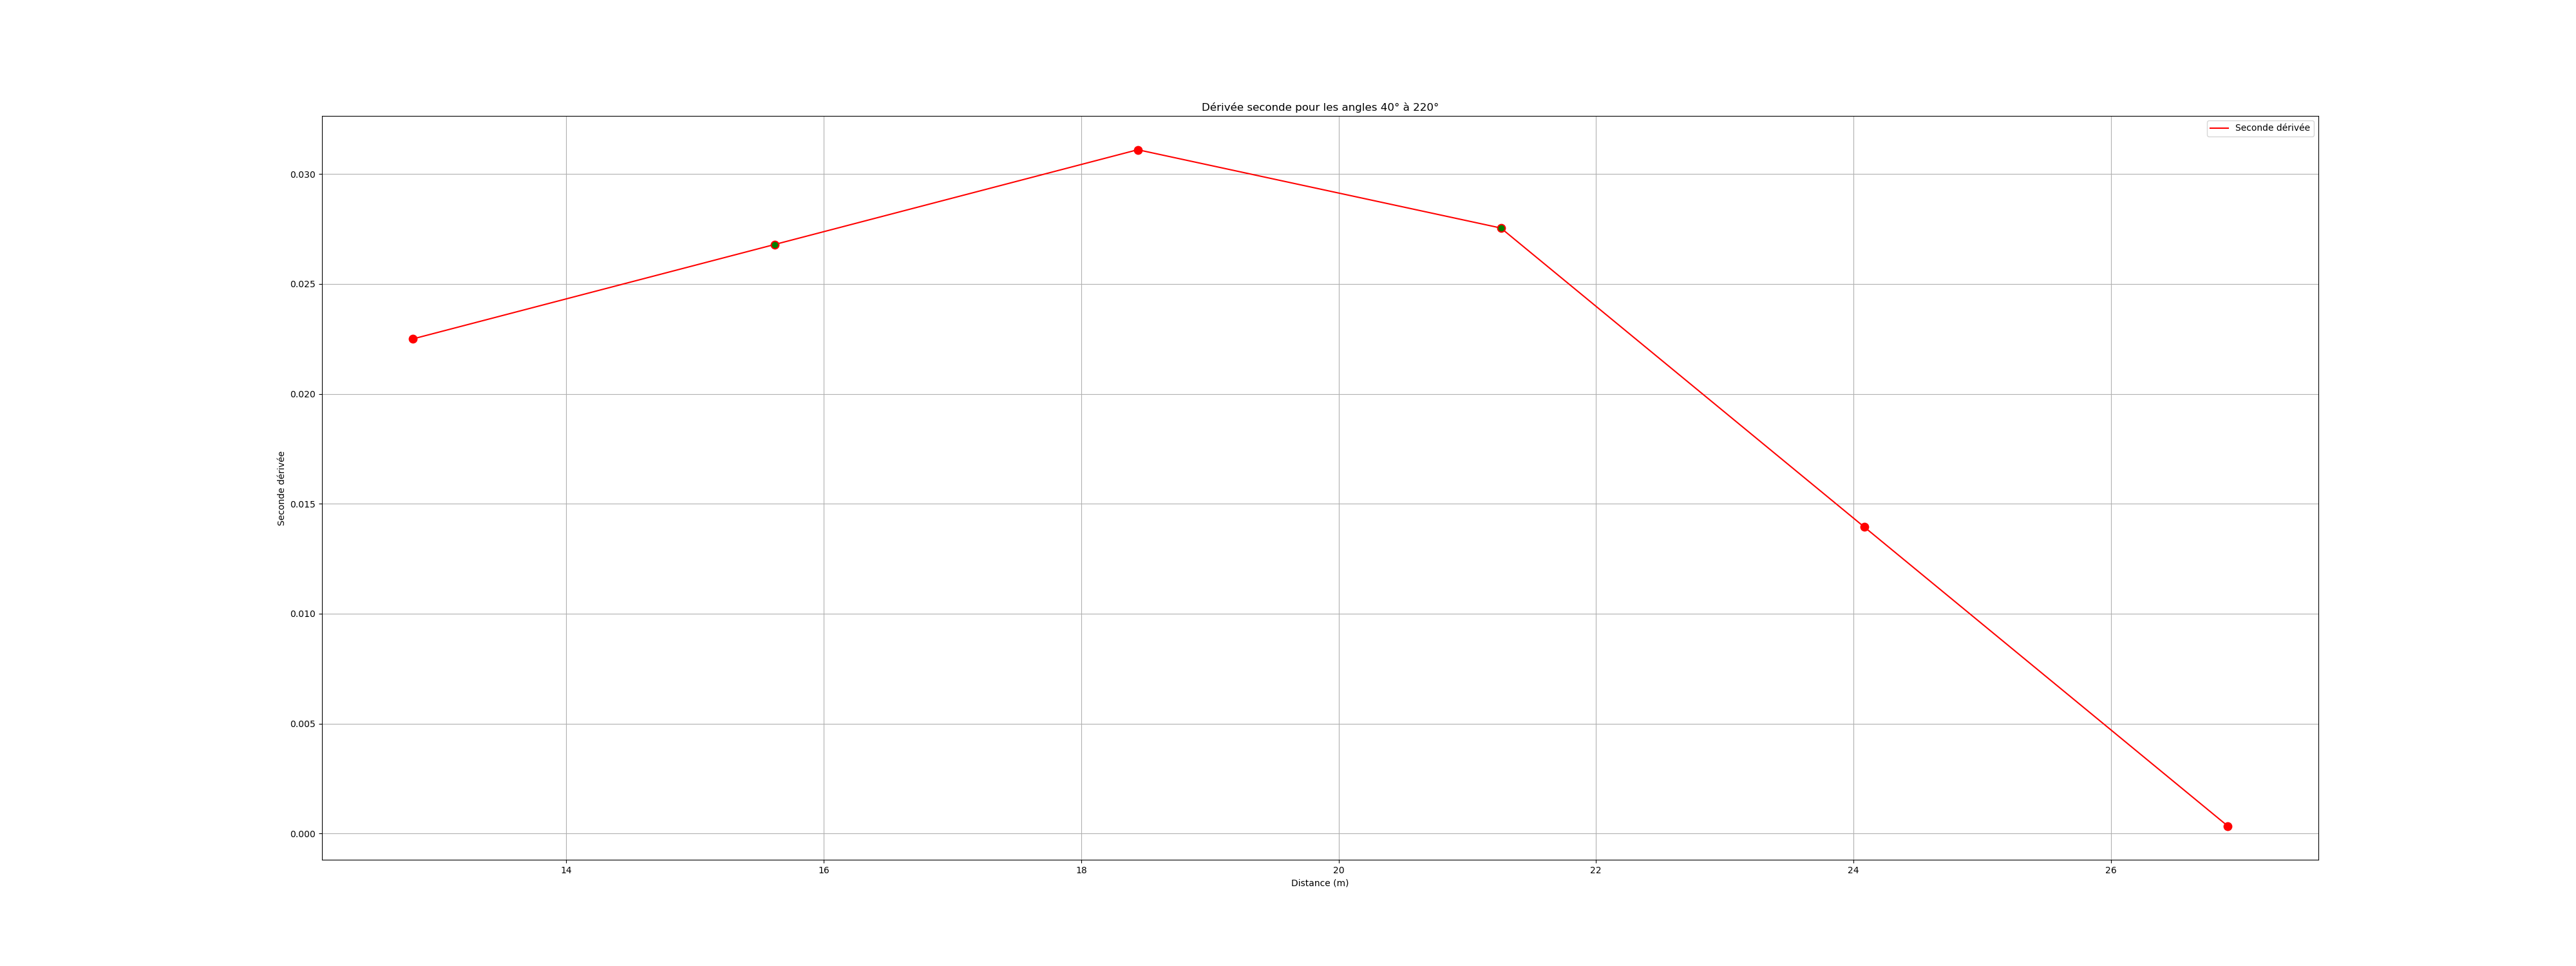 Dérivée seconde pour les angles 40° à 220°
Seconde dérivée
0.030
0.025
0.020
0.015
0.010
0.005
0.000
Seconde dérivée
14 16 18 20 22 24 26
Distance (m)